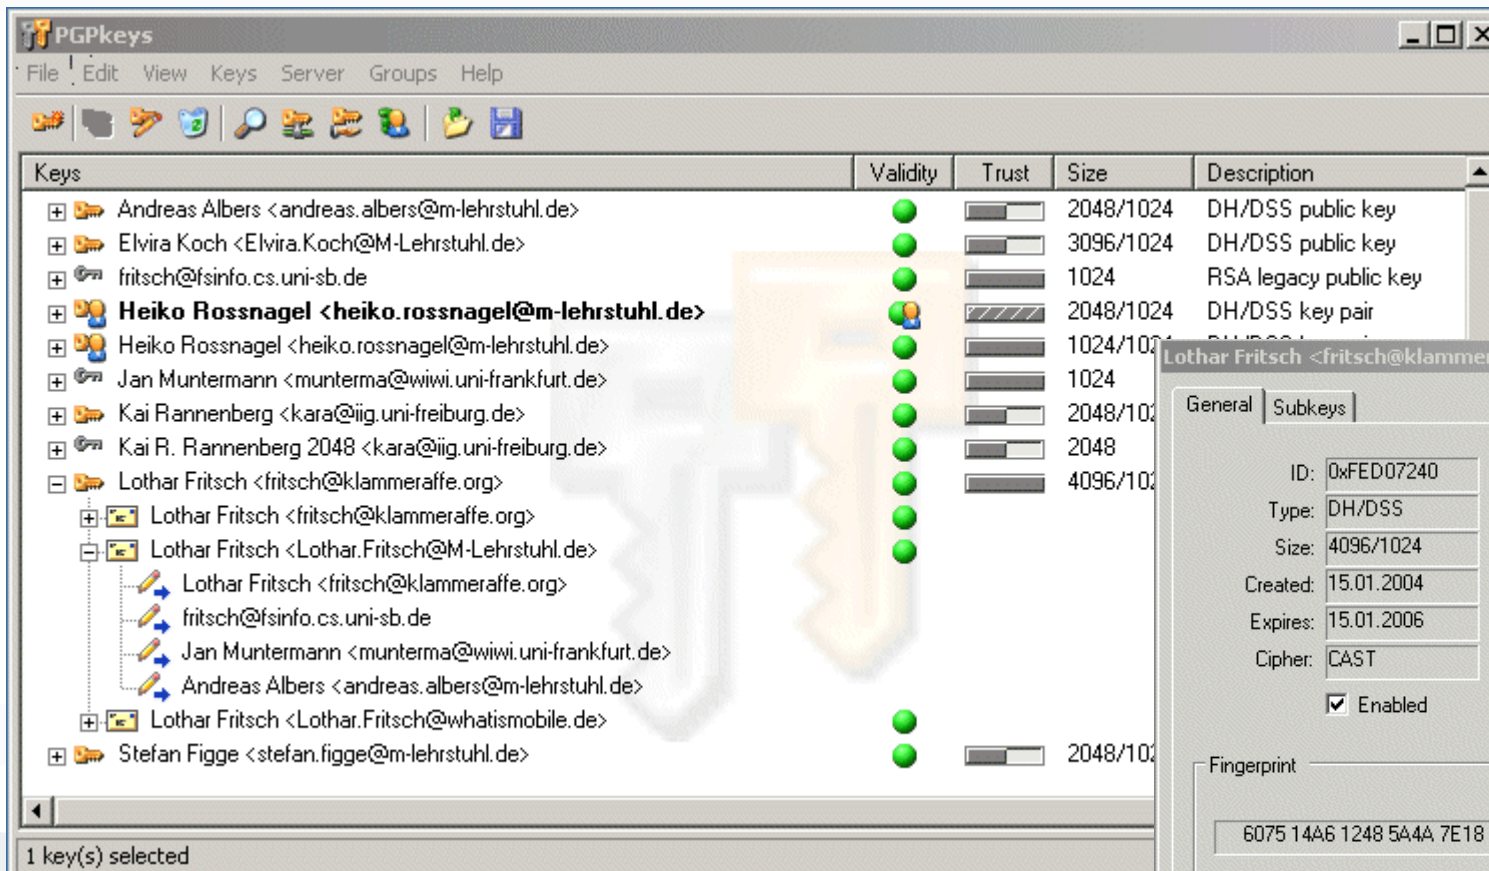 PGPkeys
File Edit View Keys Server Groups Help
Keys Validity Trust Size Description
Andreas Albers <andreas.albers@m-lehrstuhl.de> 2048/1024 DH/DSS public key
Elvira Koch <Elvira.Koch@M-Lehrstuhl.de> 3096/1024 DH/DSS public key
fritsch@fsinfo.cs.uni-sb.de 1024 RSA legacy public key
Heiko Rossnagel <heiko.rossnagel@m-lehrstuhl.de> 2048/1024 DH/DSS key pair
Heiko Rossnagel <heiko.rossnagel@m-lehrstuhl.de> 1024/102
Jan Muntermann <munterma@wiwi.uni-frankfurt.de> 1024
Kai Rannenberg <kara@iig.uni-freiburg.de> 2048/102
Kai R. Rannenberg 2048 <kara@iig.uni-freiburg.de> 2048
Lothar Fritsch <fritsch@klammeraffe.org> 4096/102
Lothar Fritsch <fritsch@klammeraffe.org>
Lothar Fritsch <Lothar.Fritsch@M-Lehrstuhl.de>
Lothar Fritsch <fritsch@klammeraffe.org>
fritsch@fsinfo.cs.uni-sb.de
Jan Muntermann <munterma@wiwi.uni-frankfurt.de>
Andreas Albers <andreas.albers@m-lehrstuhl.de>
Lothar Fritsch <Lothar.Fritsch@whatismobile.de>
Stefan Figge <stefan.figge@m-lehrstuhl.de> 2048/102
1 key(s) selected
Lothar Fritsch <fritsch@klammer
General Subkeys
ID: 0xFED07240
Type: DH/DSS
Size: 4096/1024
Created: 15.01.2004
Expires: 15.01.2006
Cipher: CAST
Enabled
Fingerprint
6075 14A6 1248 5A4A 7E18